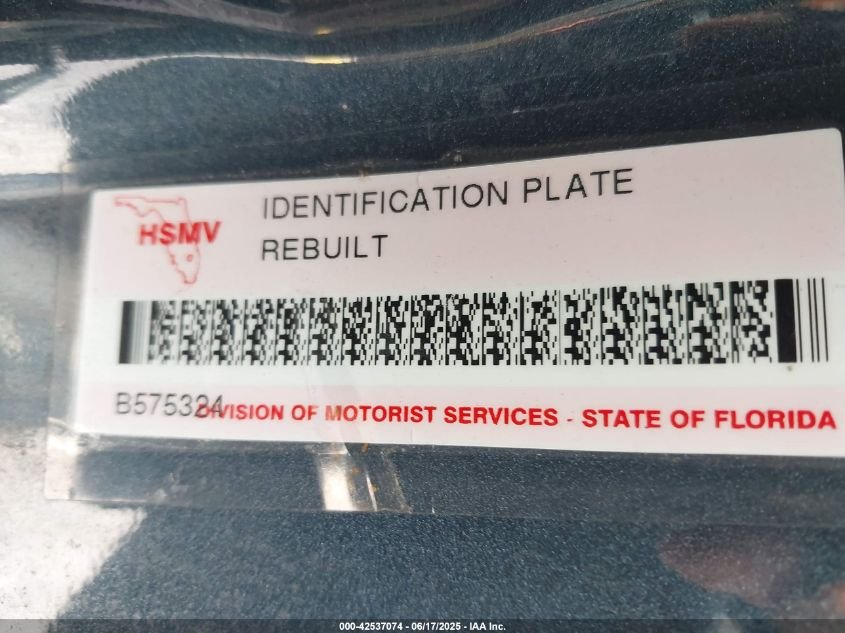 IDENTIFICATION PLATE
HSMV
REBUILT
B575324
DIVISION OF MOTORIST SERVICES - STATE OF FLORIDA
000-42537074 - 06/17/2025 - IAA Inc.